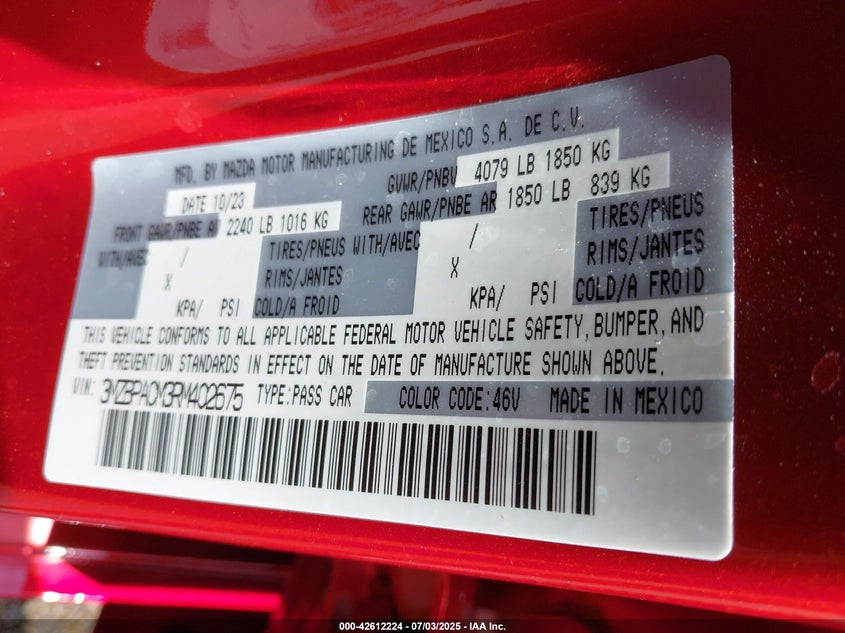 MFD. BY MAZDA MOTOR MANUFACTURING DE MEXICO S.A. DE C.V.
DATE 10/23 GVWR/PNBV 4079 LB 1850 KG
FRONT GAWR/PNBE AV 2240 LB 1016 KG REAR GAWR/PNBE AR 1850 LB 839 KG
WITH/AVEC / TIRES/PNEUS WITH/AVEC / TIRES/PNEUS
X RIMS/JANTES X RIMS/JANTES
KPA/ PSI COLD/A FROID KPA/ PSI COLD/A FROID
THIS VEHICLE CONFORMS TO ALL APPLICABLE FEDERAL MOTOR VEHICLE SAFETY, BUMPER, AND
THEFT PREVENTION STANDARDS IN EFFECT ON THE DATE OF MANUFACTURE SHOWN ABOVE.
VIN: 3MZBPACM3RM402675 TYPE:PASS CAR COLOR CODE:46V MADE IN MEXICO
000-42612224 - 07/03/2025 - IAA Inc.